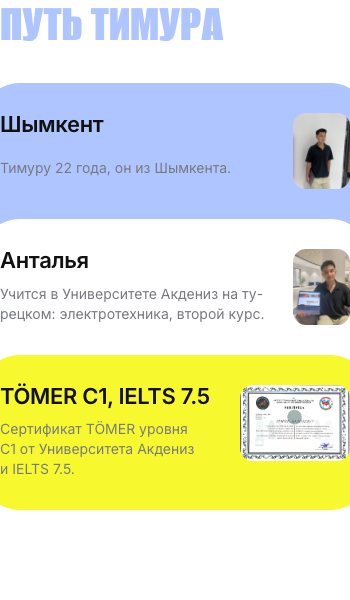 ПУТЬ ТИМУРА
Шымкент
Тимуру 22 года, он из Шымкента.
Анталья
Учится в Университете Акдениз на ту-
рецком: электротехника, второй курс.
TÖMER C1, IELTS 7.5
Сертификат TÖMER уровня
C1 от Университета Акдениз
и IELTS 7.5.